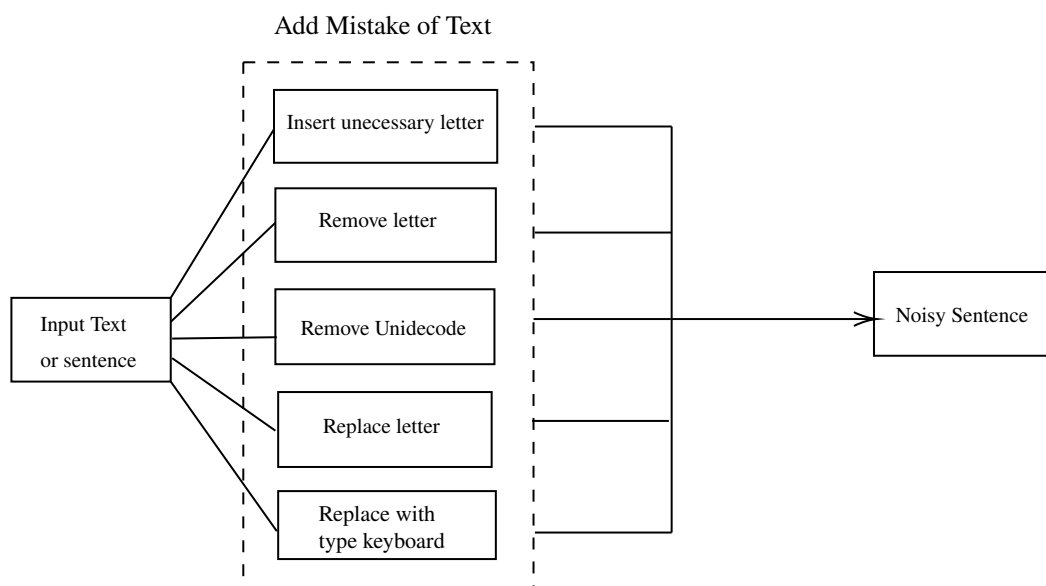 Add Mistake of Text
Insert unecessary letter
Remove letter
Input Text
or sentence
Remove Unidecode
Noisy Sentence
Replace letter
Replace with
type keyboard